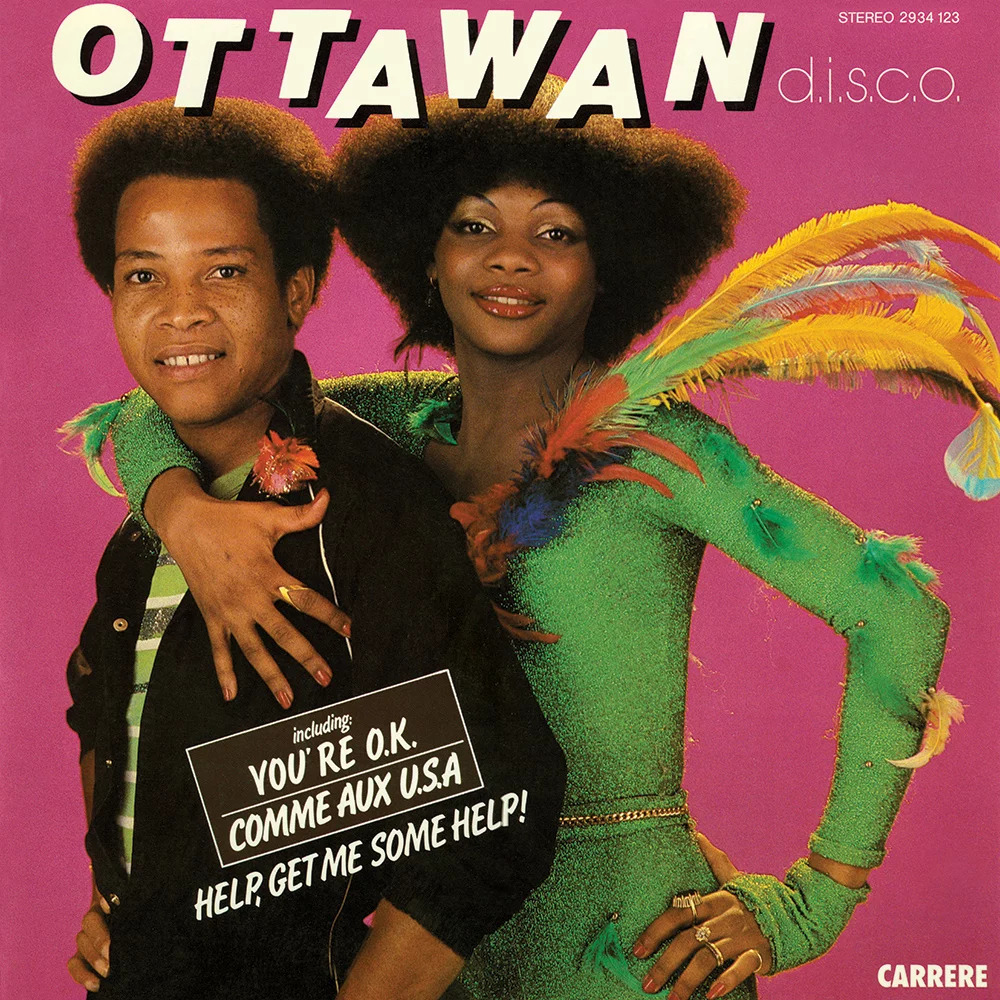 STEREO 2934 123
OTTAWAN d.i.s.c.o.
including:
YOU'RE O.K.
COMME AUX U.S.A
HELP, GET ME SOME HELP!
CARRERE